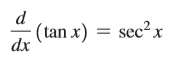 d/dx (tan x) = sec² x